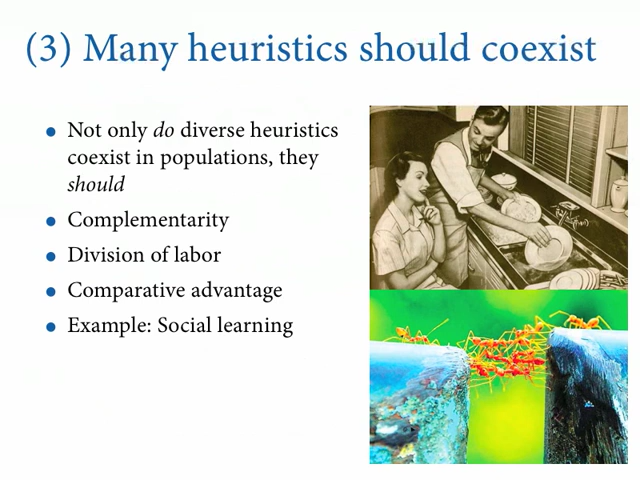 (3) Many heuristics should coexist
Not only do diverse heuristics
coexist in populations, they
should
Complementarity
Division of labor
Comparative advantage
Example: Social learning